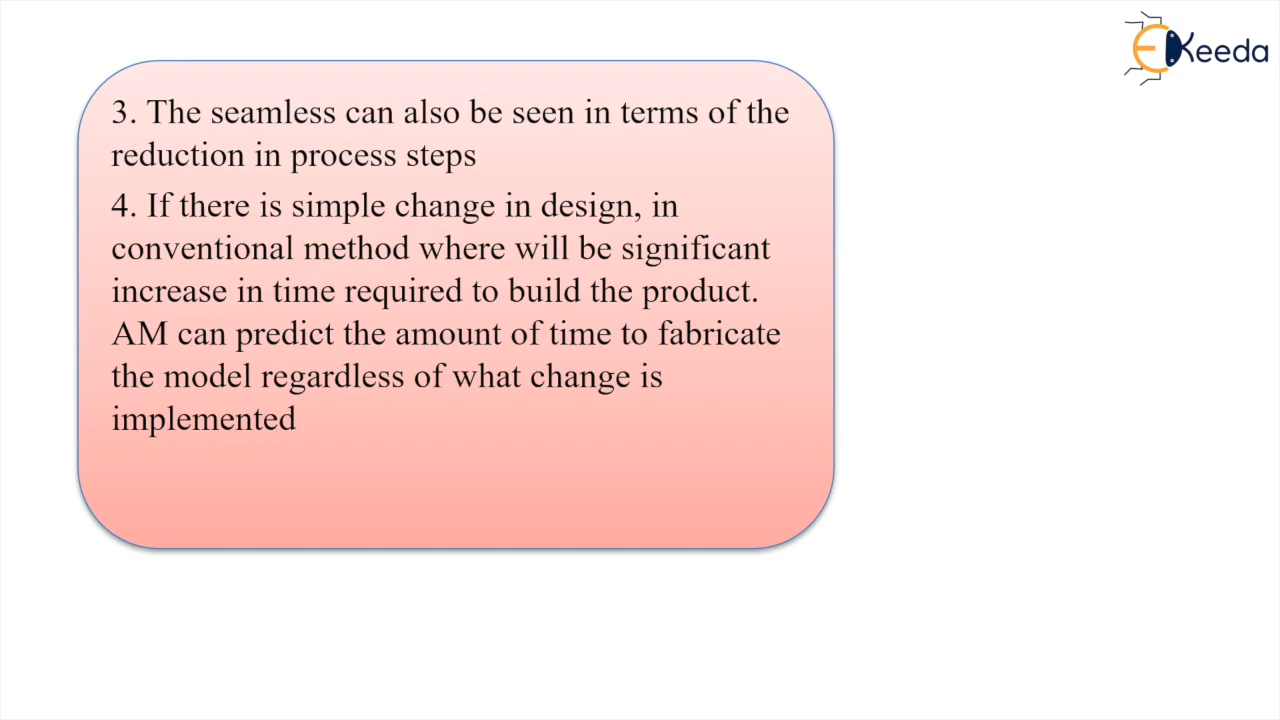 EKeeda
3. The seamless can also be seen in terms of the
reduction in process steps
4. If there is simple change in design, in
conventional method where will be significant
increase in time required to build the product.
AM can predict the amount of time to fabricate
the model regardless of what change is
implemented